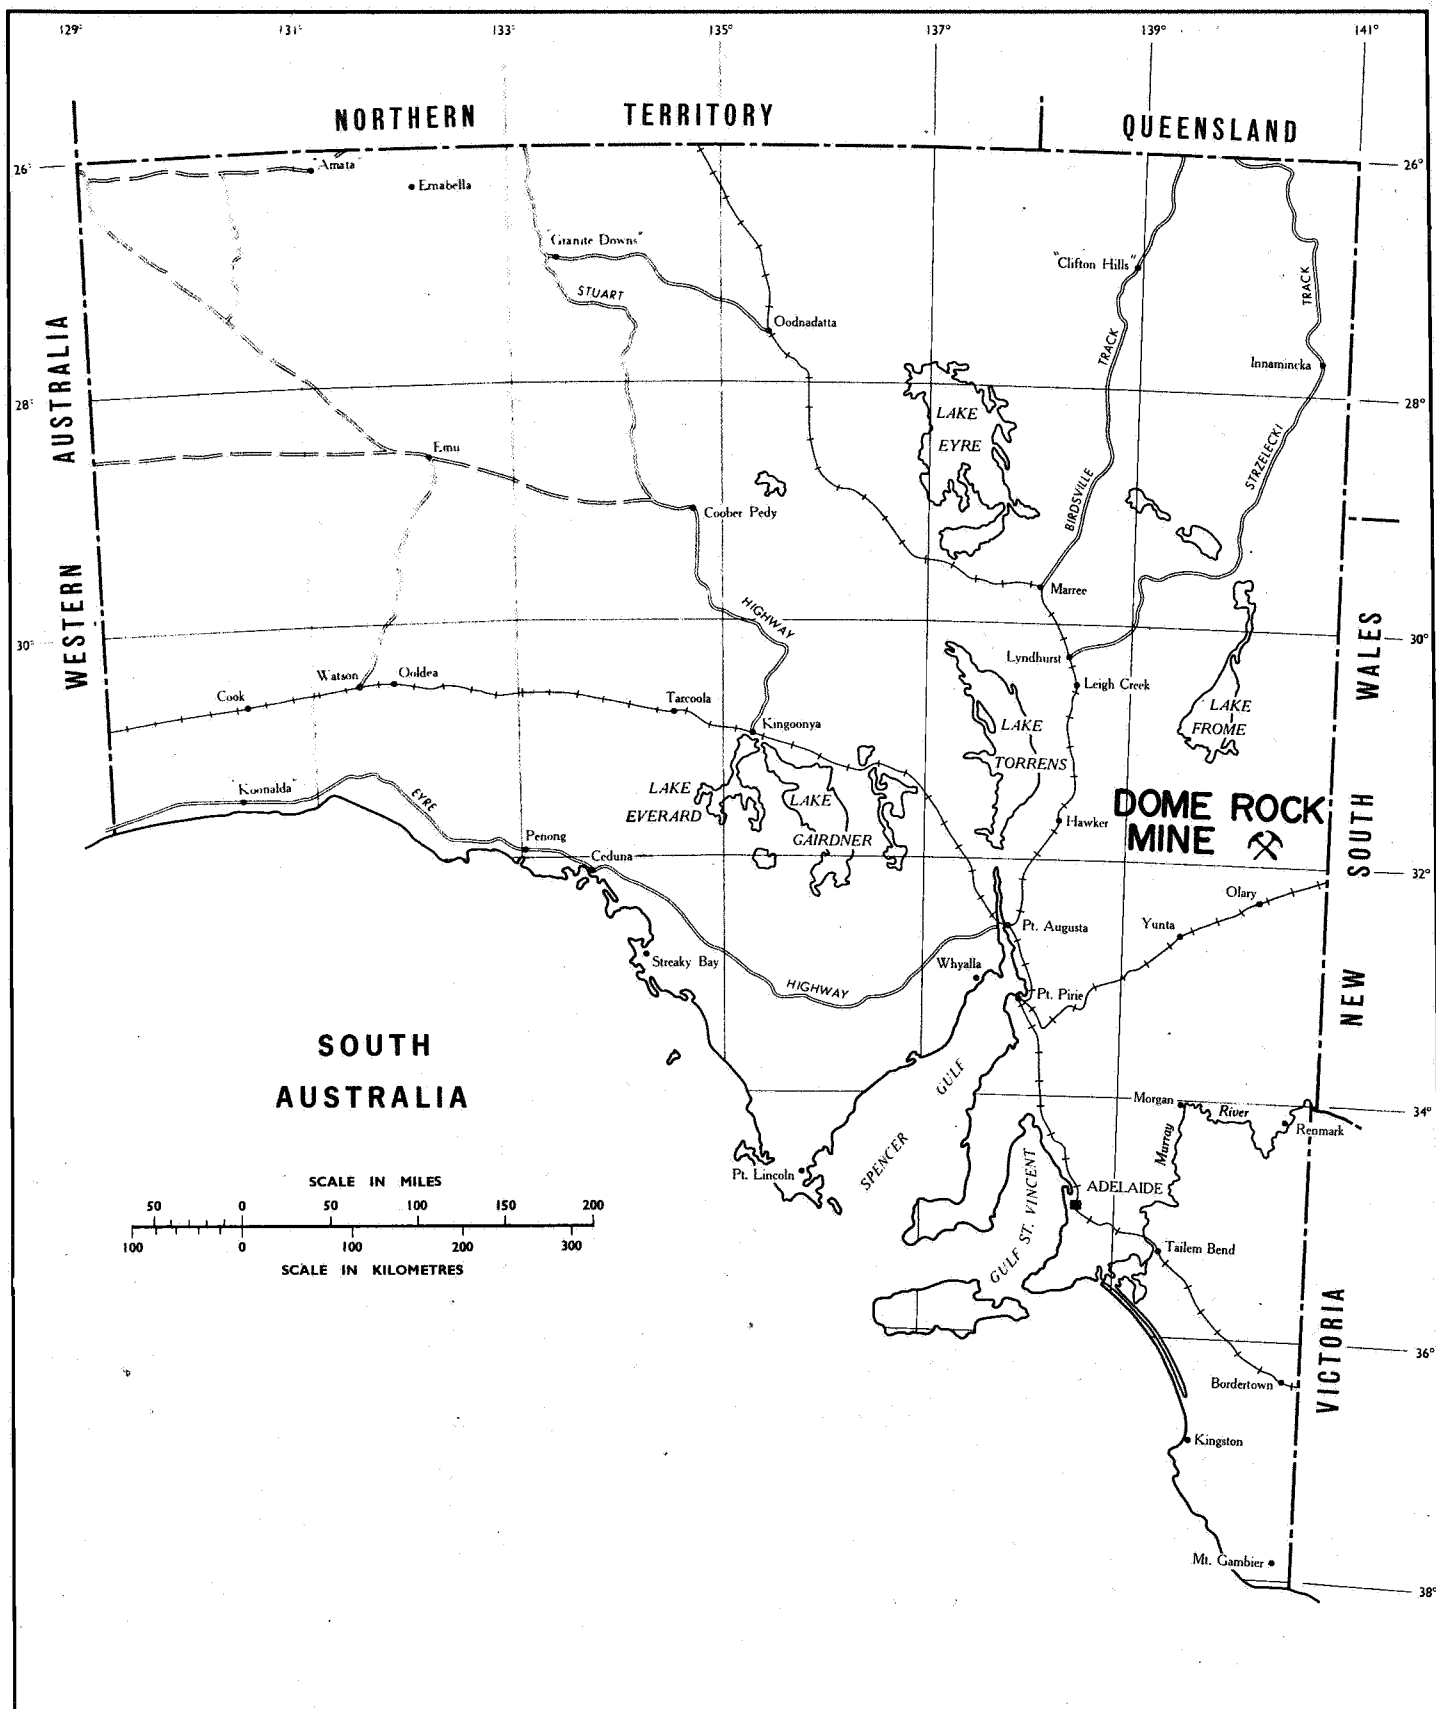 129° 131° 133° 135° 137° 139° 141°
NORTHERN TERRITORY
QUEENSLAND
26° 26°
"Amata"
Ernabella
"Granite Downs"
"Clifton Hills"
STUART
TRACK
Oodnadatta
TRACK
Innamincka
AUSTRALIA
28° 28°
LAKE
EYRE
Emu
STRZELECKI
BIRDSVILLE
Coober Pedy
Marree
WESTERN
HIGHWAY
30° 30°
Lyndhurst
WALES
Watson Ooldea
Leigh Creek
Cook
Tarcoola
LAKE
FROME
Kingoonya
LAKE
TORRENS
"Koonalda"
EYRE
LAKE
EVERARD
LAKE
GAIRDNER
DOME ROCK
MINE
Hawker
SOUTH
Penong
Ceduna
32°
Olary
Yunta
Pt. Augusta
Streaky Bay
Whyalla
HIGHWAY
Pt. Pirie
NEW
SOUTH
AUSTRALIA
GULF
SPENCER
Morgan
River
34°
Renmark
Murray
Pt. Lincoln
GULF ST. VINCENT
ADELAIDE
SCALE IN MILES
50 0 50 100 150 200
100 0 100 200 300
SCALE IN KILOMETRES
Tailem Bend
VICTORIA
36°
Bordertown
Kingston
Mt. Gambier
38°